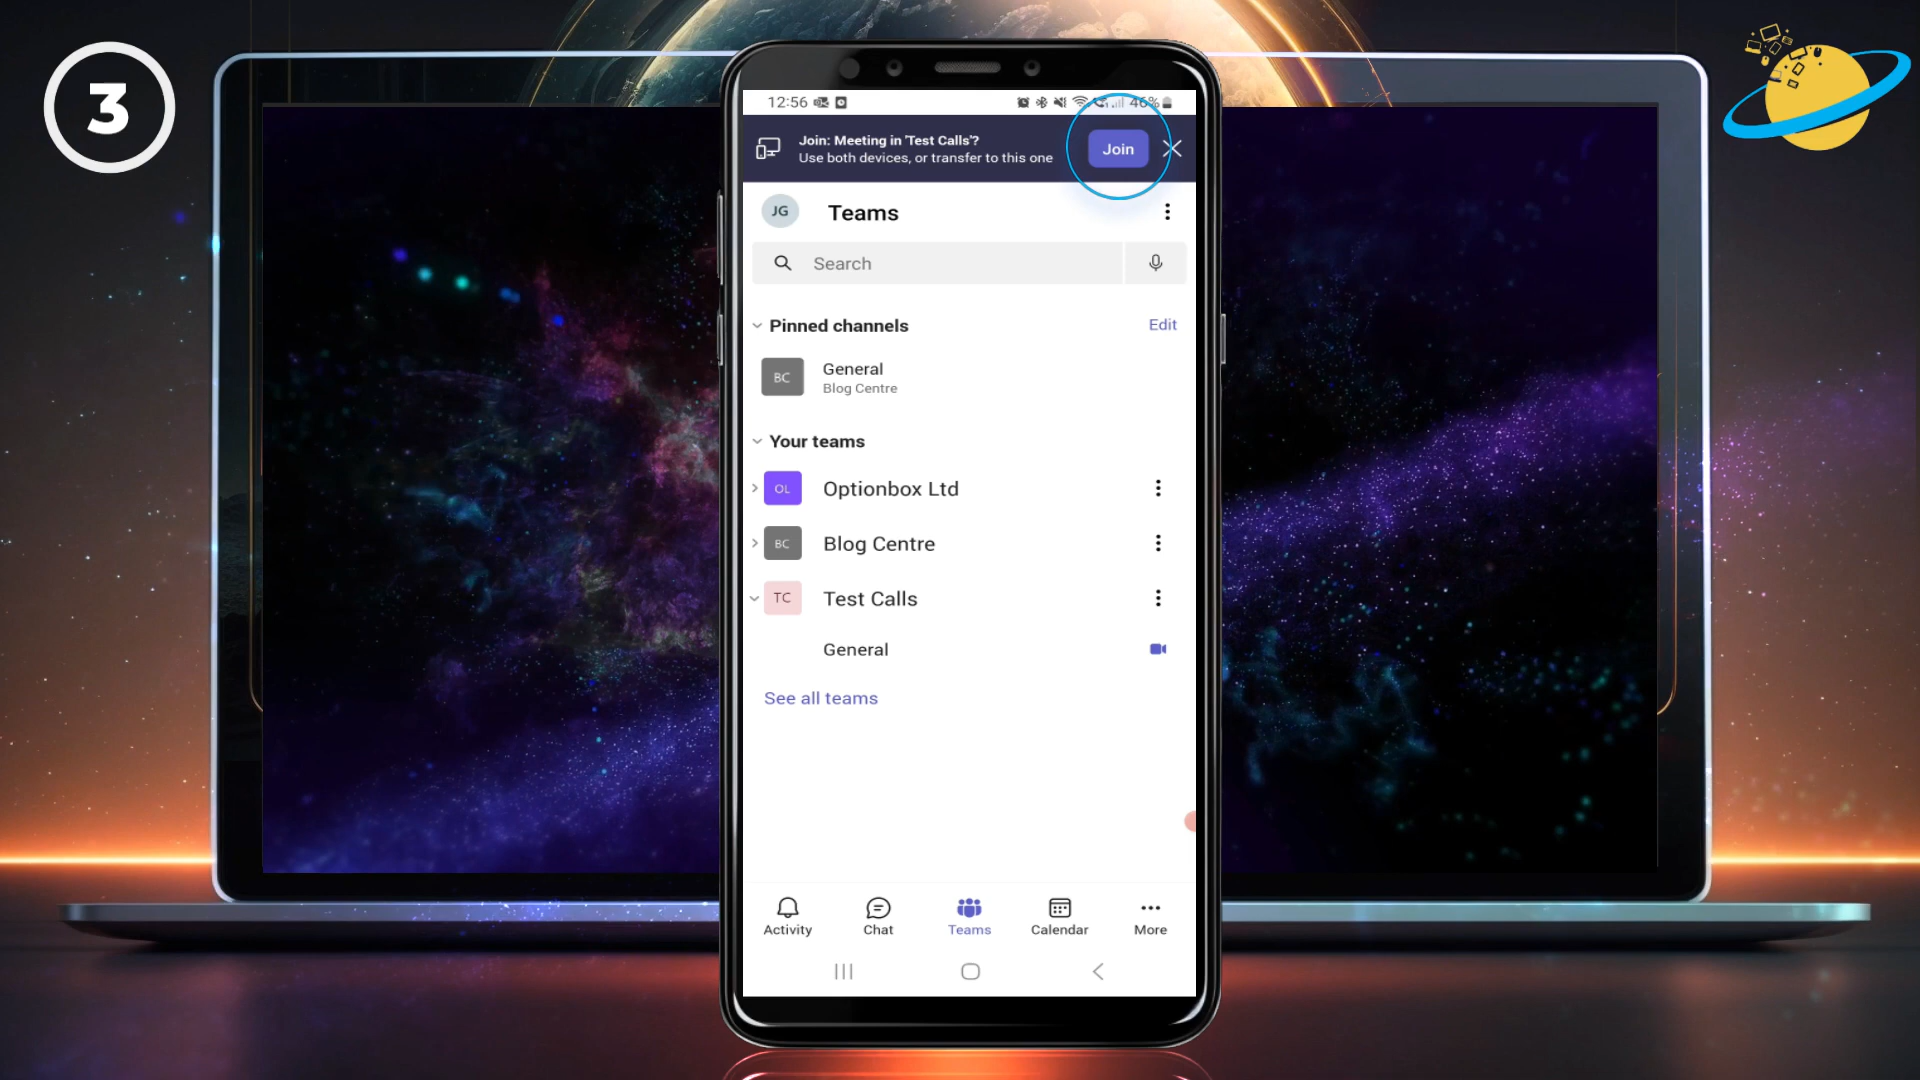 3
12:56
46%
Join: Meeting in 'Test Calls'?
Use both devices, or transfer to this one
Join
JG
Teams
Search
Pinned channels
Edit
BC
General
Blog Centre
Your teams
OL
Optionbox Ltd
BC
Blog Centre
TC
Test Calls
General
See all teams
Activity
Chat
Teams
Calendar
More